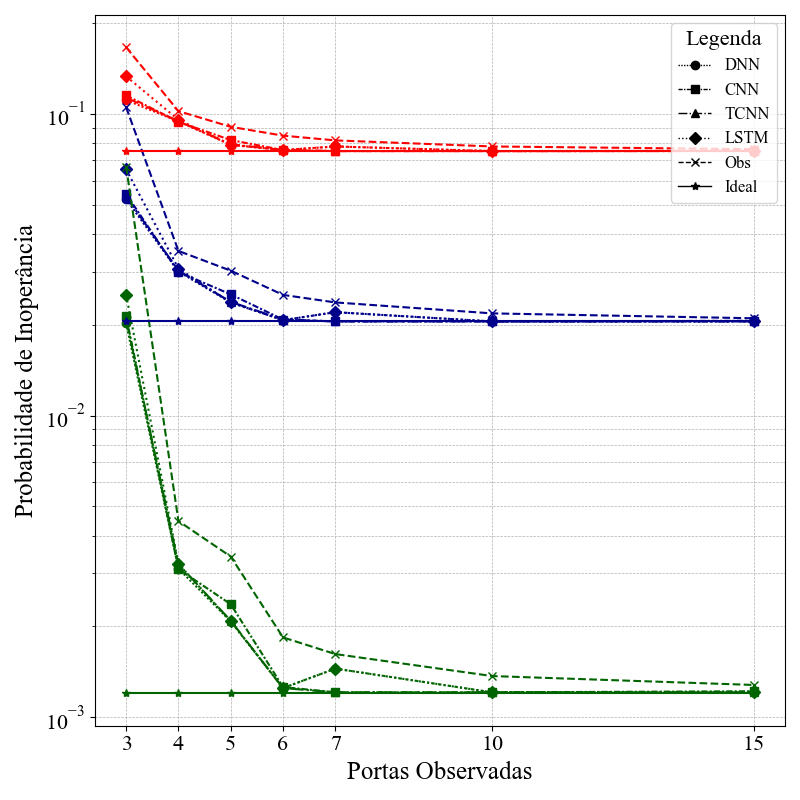 Legenda
DNN
CNN
TCNN
LSTM
Obs
Ideal
10⁻¹
10⁻²
10⁻³
Probabilidade de Inoperância
3 4 5 6 7 10 15
Portas Observadas